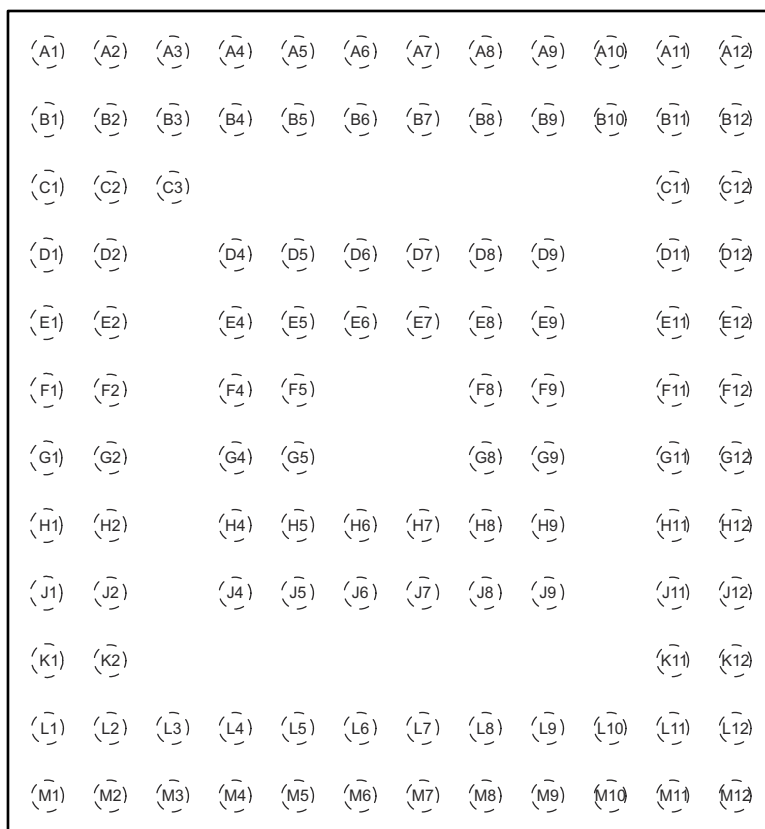 A1 A2 A3 A4 A5 A6 A7 A8 A9 A10 A11 A12
B1 B2 B3 B4 B5 B6 B7 B8 B9 B10 B11 B12
C1 C2 C3 C11 C12
D1 D2 D4 D5 D6 D7 D8 D9 D11 D12
E1 E2 E4 E5 E6 E7 E8 E9 E11 E12
F1 F2 F4 F5 F8 F9 F11 F12
G1 G2 G4 G5 G8 G9 G11 G12
H1 H2 H4 H5 H6 H7 H8 H9 H11 H12
J1 J2 J4 J5 J6 J7 J8 J9 J11 J12
K1 K2 K11 K12
L1 L2 L3 L4 L5 L6 L7 L8 L9 L10 L11 L12
M1 M2 M3 M4 M5 M6 M7 M8 M9 M10 M11 M12